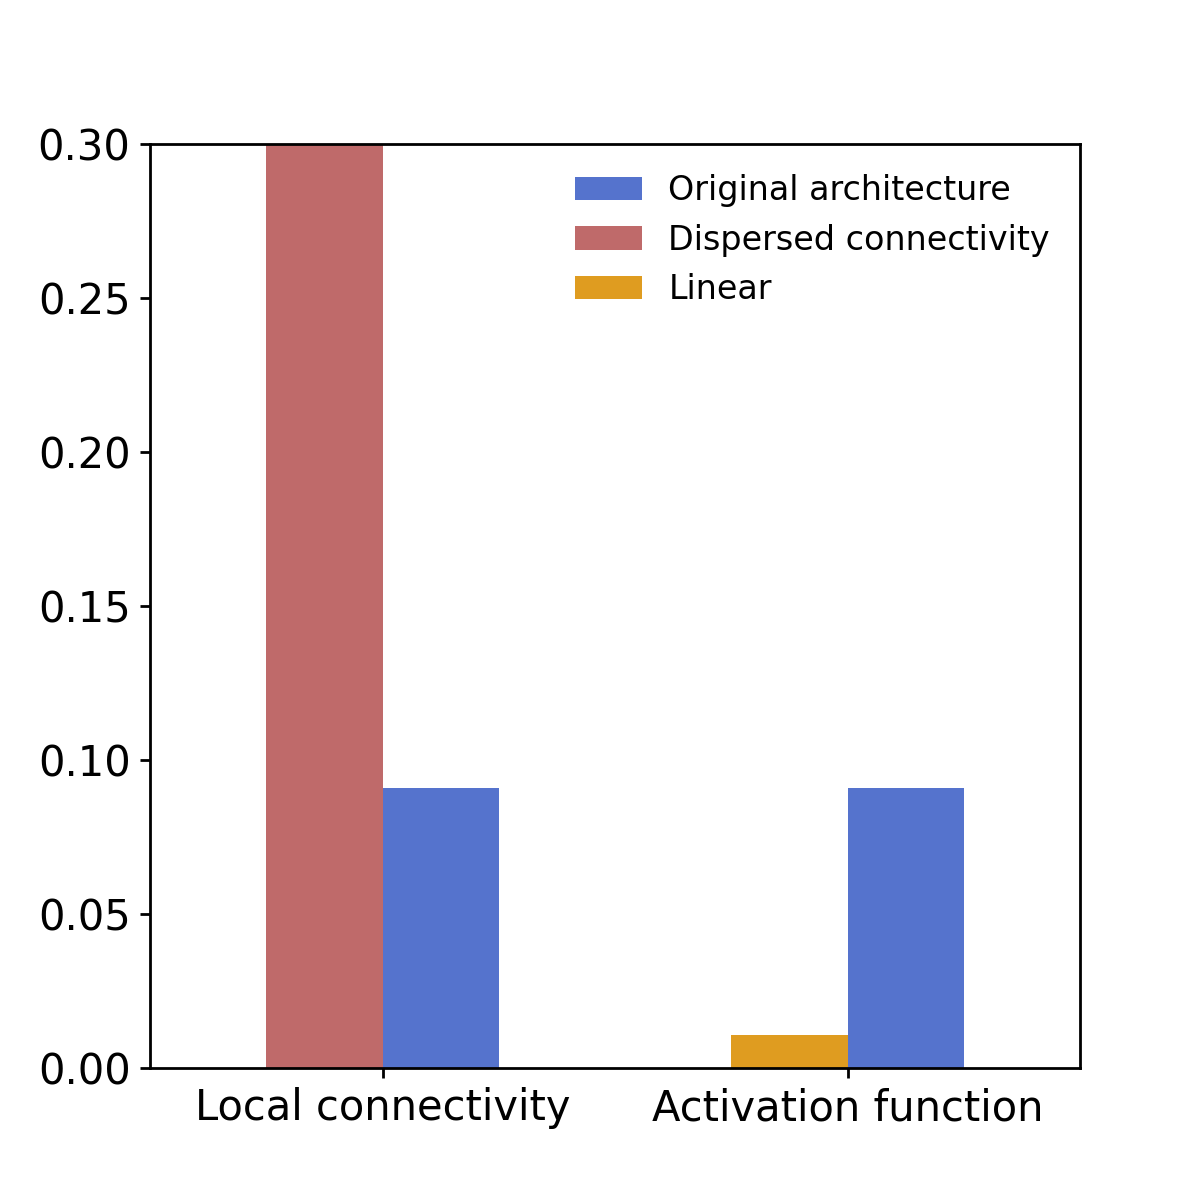 0.30
0.25
0.20
0.15
0.10
0.05
0.00
Original architecture
Dispersed connectivity
Linear
Local connectivity
Activation function